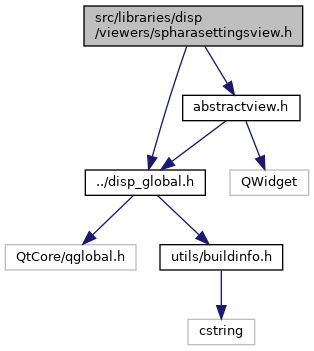 src/libraries/disp
/viewers/spharasettingsview.h
abstractview.h
../disp_global.h
QWidget
QtCore/qglobal.h
utils/buildinfo.h
cstring